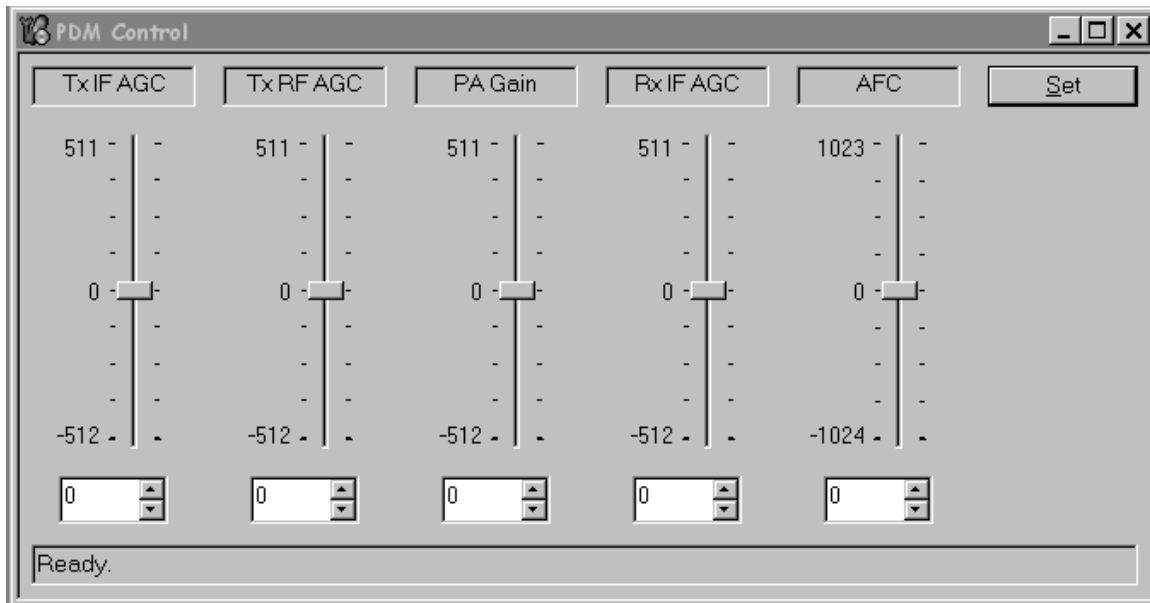 PDM Control
Tx IF AGC Tx RF AGC PA Gain Rx IF AGC AFC Set
511 511 511 511 1023
0 0 0 0 0
-512 -512 -512 -512 -1024
0 0 0 0 0
Ready.